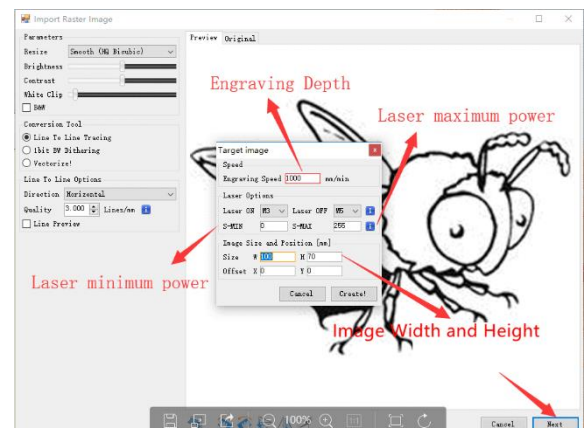 Import Raster Image
Parameters
Resize Smooth (HQ Bicubic)
Brightness
Contrast
White Clip
B&W
Conversion Tool
Line To Line Tracing
1bit BW Dithering
Vectorize!
Line To Line Options
Direction Horizontal
Quality 3.000 Lines/mm
Line Preview
Preview Original
Engraving Depth
Laser maximum power
Target image
Speed
Engraving Speed 1000 mm/min
Laser Options
Laser ON M3 Laser OFF M5
S-MIN 0 S-MAX 255
Image Size and Position [mm]
Size W 100 H 70
Offset X 0 Y 0
Cancel Create!
Laser minimum power
Image Width and Height
100%
1:1
Cancel Next